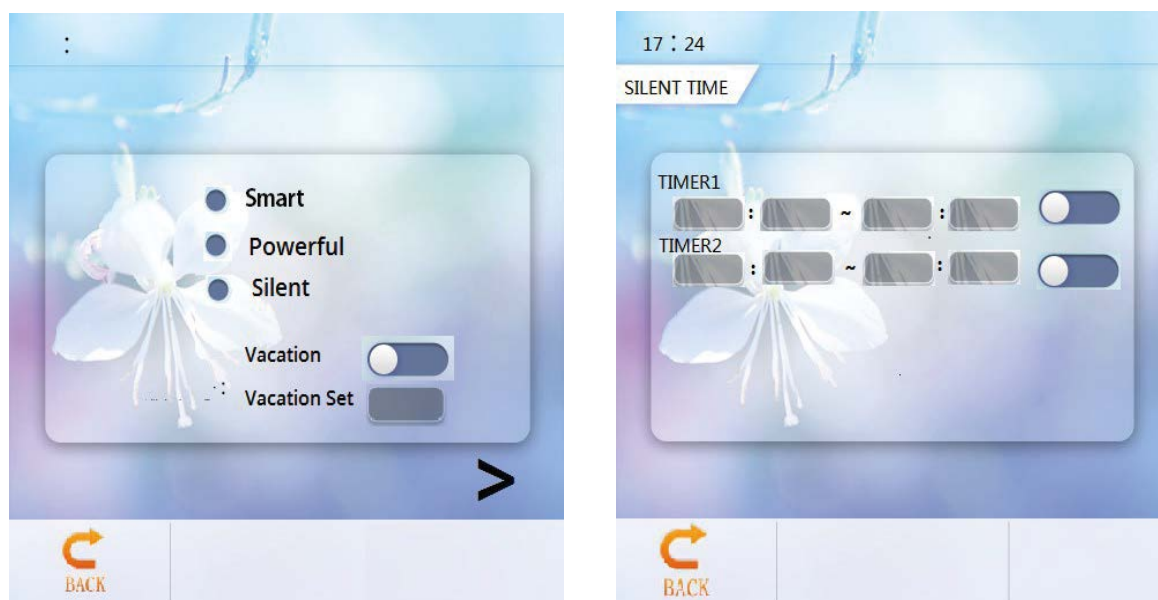 :
Smart
Powerful
Silent
Vacation
Vacation Set
>
BACK
17 : 24
SILENT TIME
TIMER1
: ~ :
TIMER2
: ~ :
BACK